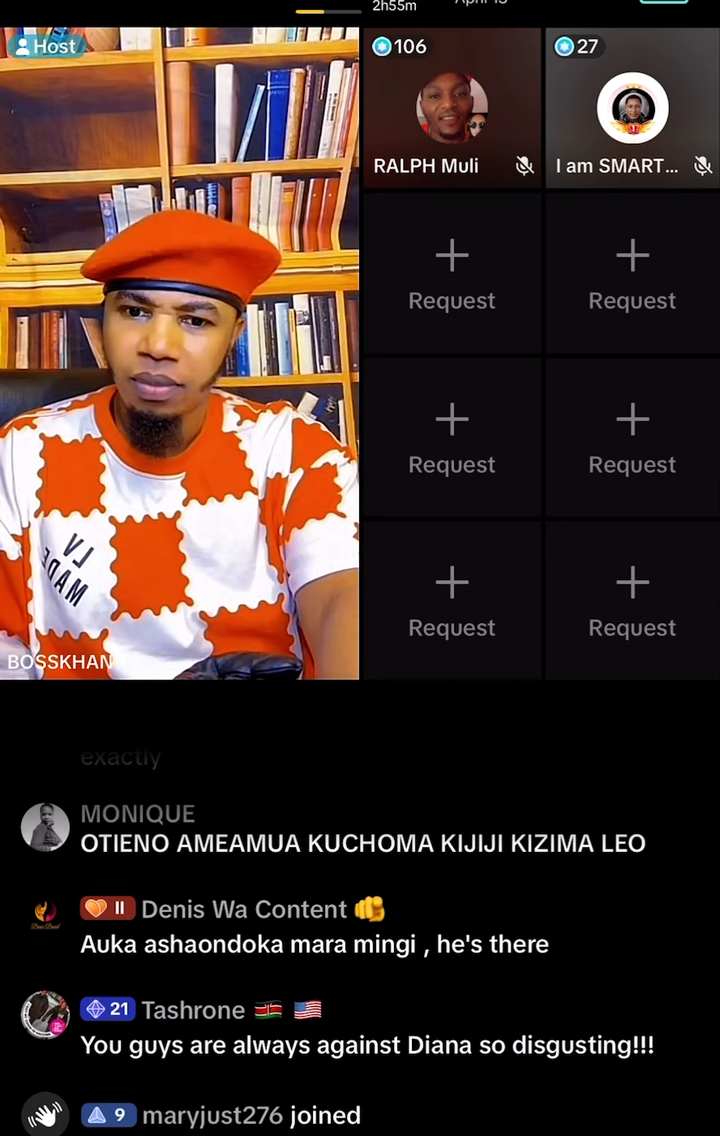 2h55m
Host
106
27
RALPH Muli
I am SMART...
Request
Request
Request
Request
Request
Request
LV
MADE
BOSSKHAN
exactly
MONIQUE
OTIENO AMEAMUA KUCHOMA KIJIJI KIZIMA LEO
II Denis Wa Content
Auka ashaondoka mara mingi , he's there
21 Tashrone
You guys are always against Diana so disgusting!!!
9 maryjust276 joined